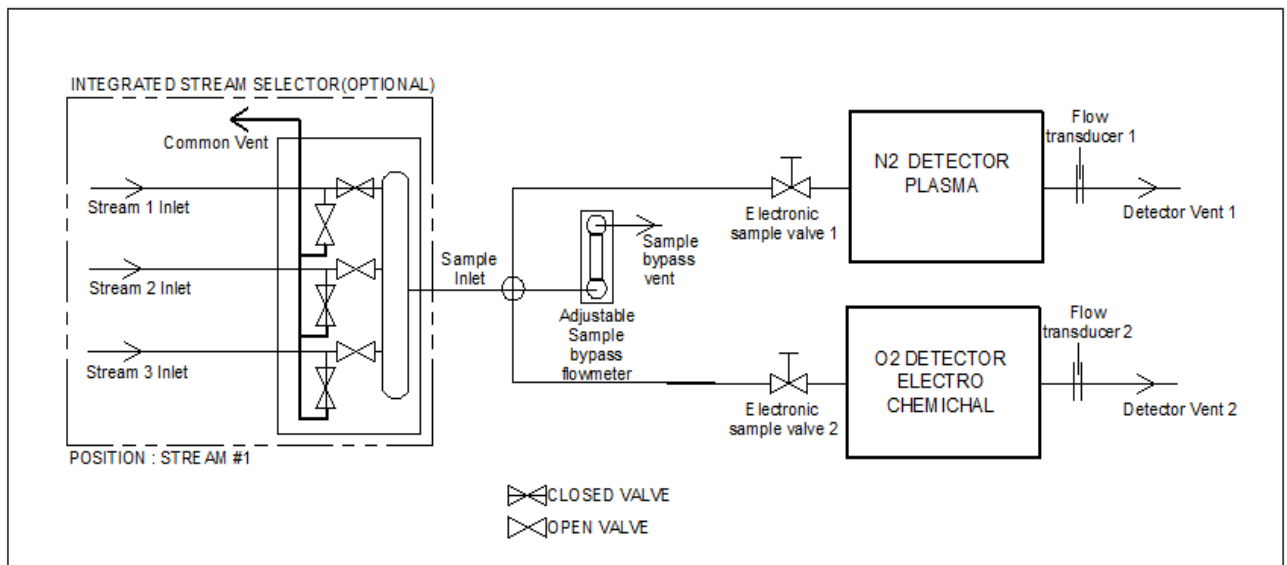 INTEGRATED STREAM SELECTOR(OPTIONAL)
Common Vent
Stream 1 Inlet
Stream 2 Inlet
Stream 3 Inlet
POSITION : STREAM #1
Sample
Inlet
Adjustable
Sample
bypass
flowmeter
Sample
bypass
vent
Electronic
sample valve 1
N2 DETECTOR
PLASMA
Flow
transducer 1
Detector Vent 1
Electronic
sample valve 2
O2 DETECTOR
ELECTRO
CHEMICHAL
Flow
transducer 2
Detector Vent 2
CLOSED VALVE
OPEN VALVE